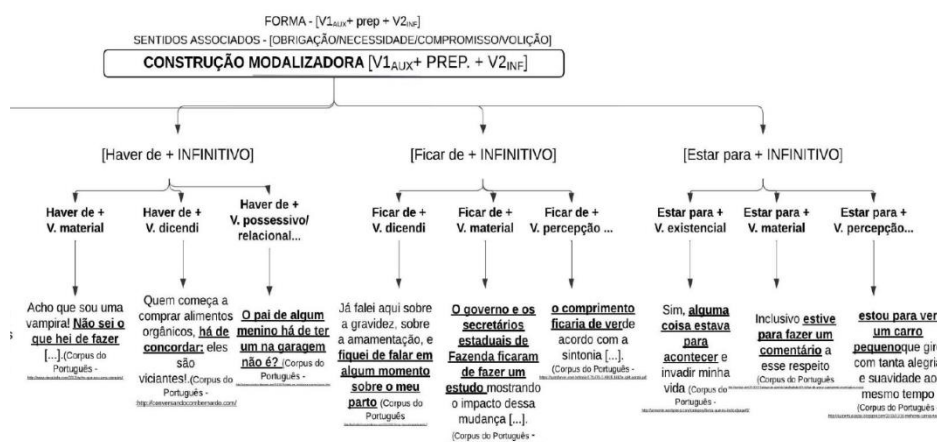 FORMA - [V1AUX+ prep + V2INF]
SENTIDOS ASSOCIADOS - [OBRIGAÇÃO/NECESSIDADE/COMPROMISSO/VOLIÇÃO]
CONSTRUÇÃO MODALIZADORA [V1AUX+ PREP. + V2INF]
[Haver de + INFINITIVO]
[Ficar de + INFINITIVO]
[Estar para + INFINITIVO]
Haver de +
V. material
Haver de +
V. dicendi
Haver de +
V. possessivo/
relacional...
Ficar de +
V. dicendi
Ficar de +
V. material
Ficar de +
V. percepção ...
Estar para +
V. existencial
Estar para +
V. material
Estar para +
V. percepção...
s
Acho que sou uma
vampira! Não sei o
que hei de fazer
[...].(Corpus do
Português -
Quem começa a
comprar alimentos
orgânicos, há de
concordar: eles
são
viciantes!.(Corpus
do Português
- http://conversandocombernardo.com/
O pai de algum
menino há de ter
um na garagem
não é? (Corpus do
Português -
Já falei aqui sobre
a gravidez, sobre
a amamentação, e
fiquei de falar em
algum momento
sobre o meu
parto (Corpus do
Português -
O governo e os
secretários
estaduais de
Fazenda ficaram
de fazer um
estudo mostrando
o impacto dessa
mudança [...].
(Corpus do Português -
o comprimento
ficaria de verde
acordo com a
sintonia [...].
(Corpus do Português -
Sim, alguma
coisa estava
para
acontecer e
invadir minha
vida (Corpus do
Português -
Inclusivo estive
para fazer um
comentário a
esse respeito
(Corpus do Português -
estou para ver
um carro
pequenoque gire
com tanta alegria
e suavidade ao
mesmo tempo
(Corpus do Português -